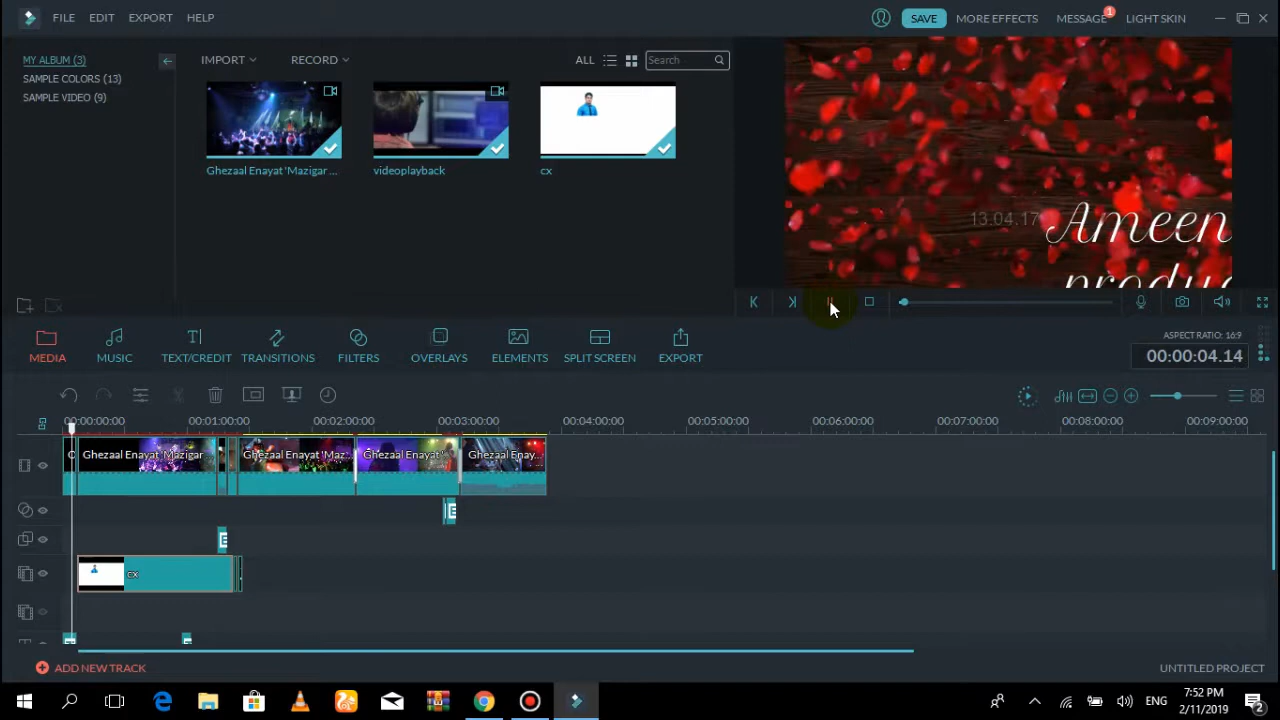 FILE EDIT EXPORT HELP SAVE MORE EFFECTS MESSAGE 1 LIGHT SKIN
MY ALBUM (3) IMPORT RECORD ALL Search
SAMPLE COLORS (13)
SAMPLE VIDEO (9)
Ghezaal Enayat 'Mazigar ... videoplayback cx
13.04.17 Ameen
produc
MEDIA MUSIC TEXT/CREDIT TRANSITIONS FILTERS OVERLAYS ELEMENTS SPLIT SCREEN EXPORT
ASPECT RATIO: 16:9
00:00:04.14
00:00:00:00 00:01:00:00 00:02:00:00 00:03:00:00 00:04:00:00 00:05:00:00 00:06:00:00 00:07:00:00 00:08:00:00 00:09:00:00
Ghezaal Enayat 'Mazigar Ghezaal Enayat 'Maz... Ghezaal Enayat' Ghezaal Enay...
cx
ADD NEW TRACK UNTITLED PROJECT
ENG 7:52 PM
2/11/2019 2